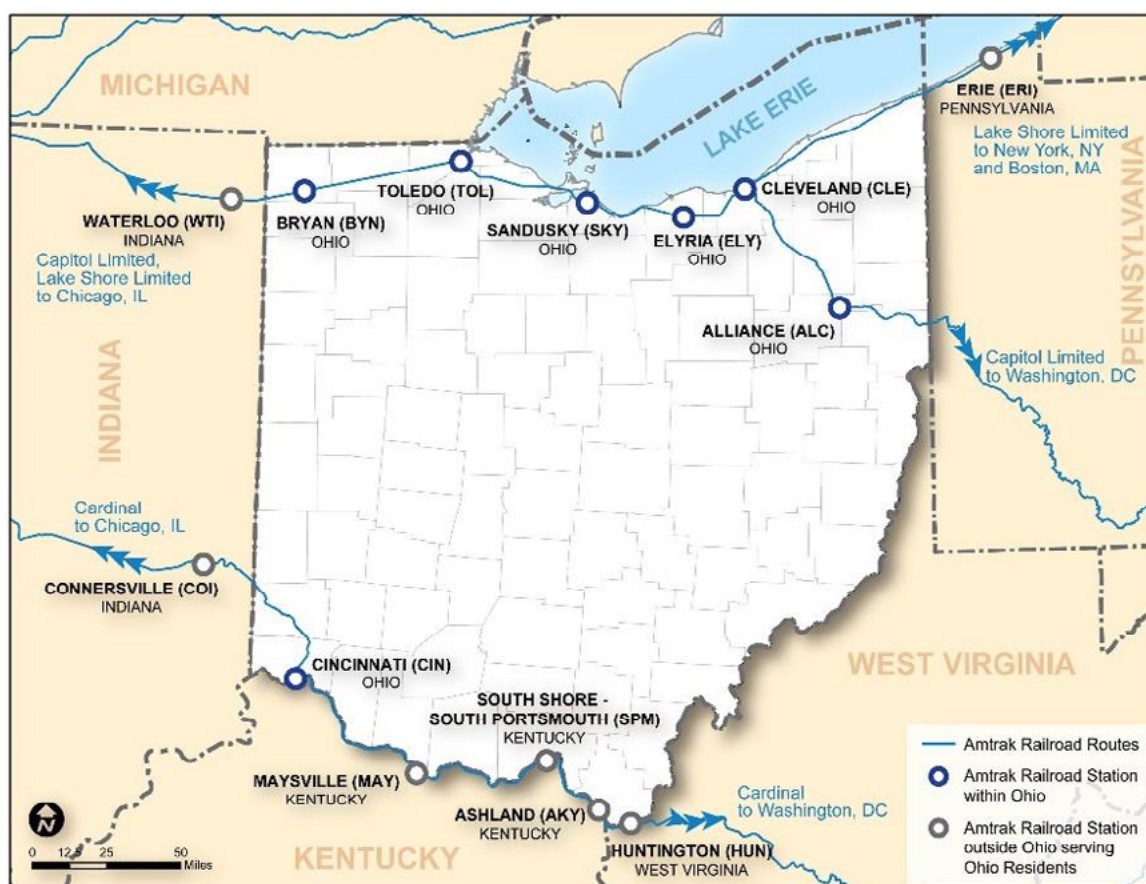 MICHIGAN
LAKE ERIE
ERIE (ERI)
PENNSYLVANIA
Lake Shore Limited
to New York, NY
and Boston, MA
PENNSYLVANIA
WATERLOO (WTI)
INDIANA
Capitol Limited,
Lake Shore Limited
to Chicago, IL
BRYAN (BYN)
OHIO
TOLEDO (TOL)
OHIO
SANDUSKY (SKY)
OHIO
ELYRIA (ELY)
OHIO
CLEVELAND (CLE)
OHIO
ALLIANCE (ALC)
OHIO
Capitol Limited
to Washington, DC
INDIANA
Cardinal
to Chicago, IL
CONNERSVILLE (COI)
INDIANA
CINCINNATI (CIN)
OHIO
WEST VIRGINIA
SOUTH SHORE -
SOUTH PORTSMOUTH (SPM)
KENTUCKY
MAYSVILLE (MAY)
KENTUCKY
ASHLAND (AKY)
KENTUCKY
Cardinal
to Washington, DC
HUNTINGTON (HUN)
WEST VIRGINIA
KENTUCKY
N
0 12.5 25 50
Miles
Amtrak Railroad Routes
Amtrak Railroad Station
within Ohio
Amtrak Railroad Station
outside Ohio serving
Ohio Residents